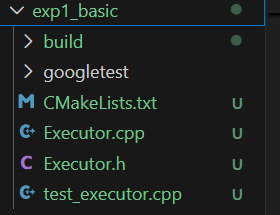 exp1_basic
build
googletest
CMakeLists.txt U
Executor.cpp U
Executor.h U
test_executor.cpp U